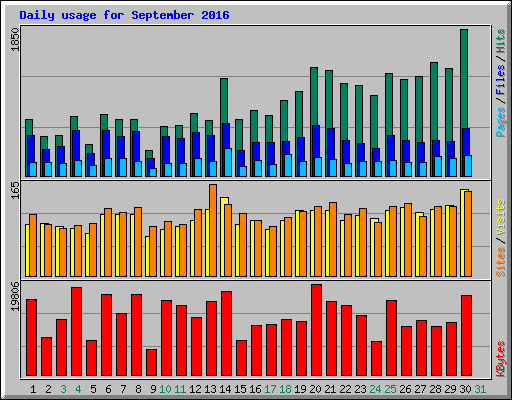 Daily usage for September 2016
1850
Pages / Files / Hits
165
Sites / Visits
19806
KBytes
1 2 3 4 5 6 7 8 9 10 11 12 13 14 15 16 17 18 19 20 21 22 23 24 25 26 27 28 29 30 31